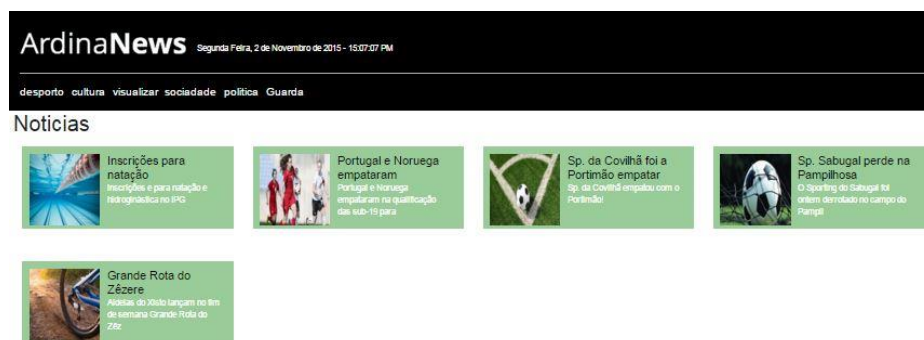 ArdinaNews Segunda Feira, 2 de Novembro de 2015 - 15:07:07 PM
desporto cultura visualizar sociadade politica Guarda
Noticias
Inscrições para
natação
Inscrições e para natação e
hidroginástica no IPG
Portugal e Noruega
empataram
Portugal e Noruega
empataram na qualificação
das sub-19 para
Sp. da Covilhã foi a
Portimão empatar
Sp. da Covilhã empatou com o
Portimão!
Sp. Sabugal perde na
Pampilhosa
O Sporting do Sabugal foi
ontem derrotado no campo do
Pampil
Grande Rota do
Zêzere
Aldeias do Xisto lançam no fim
de semana Grande Rota do
Zêz